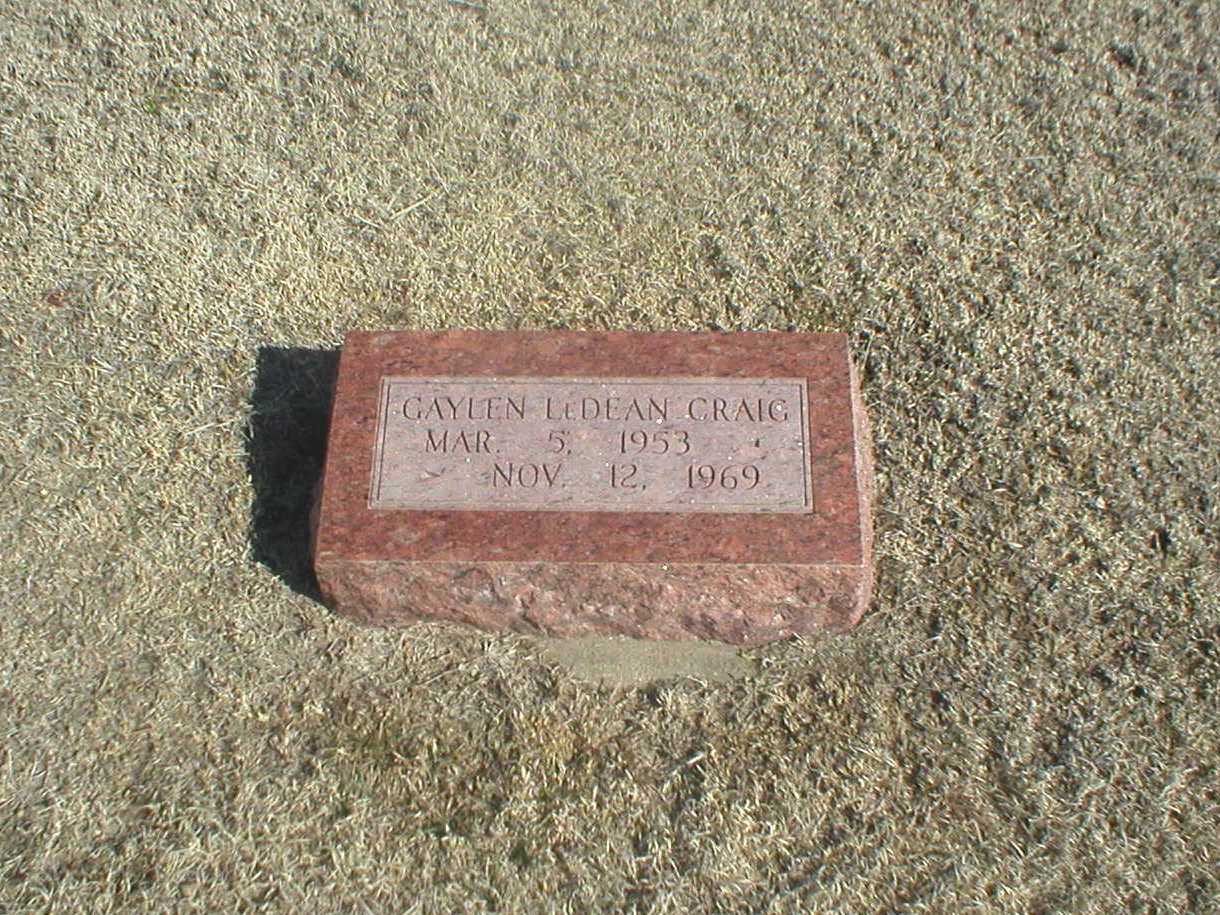 GAYLEN LEDEAN CRAIG
MAR. 5, 1953
NOV. 12, 1969